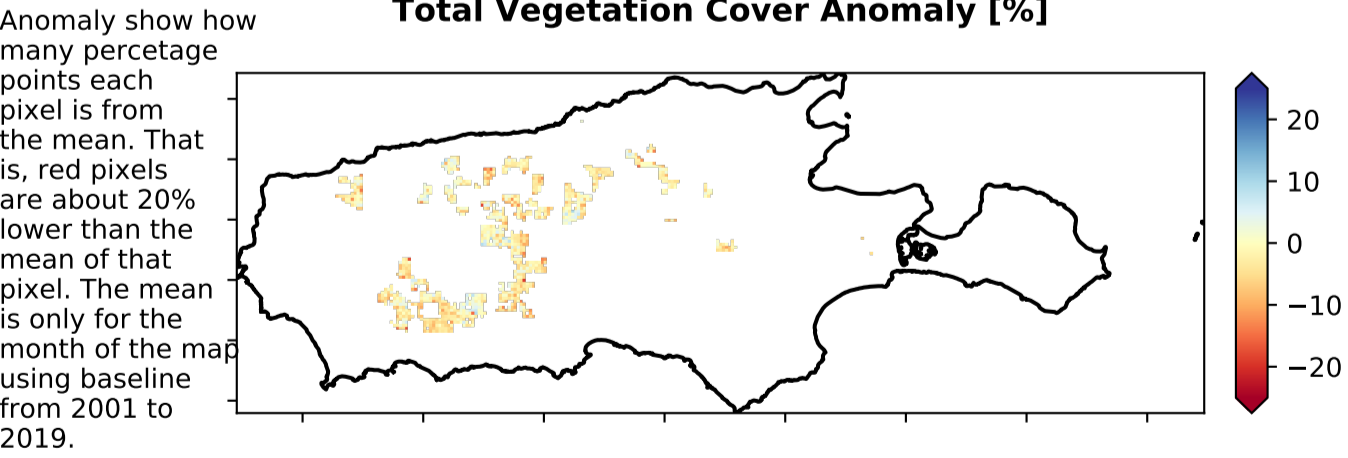 Total Vegetation Cover Anomaly [%]
Anomaly show how
many percetage
points each
pixel is from
the mean. That
is, red pixels
are about 20%
lower than the
mean of that
pixel. The mean
is only for the
month of the map
using baseline
from 2001 to
2019.
20
10
0
−10
−20